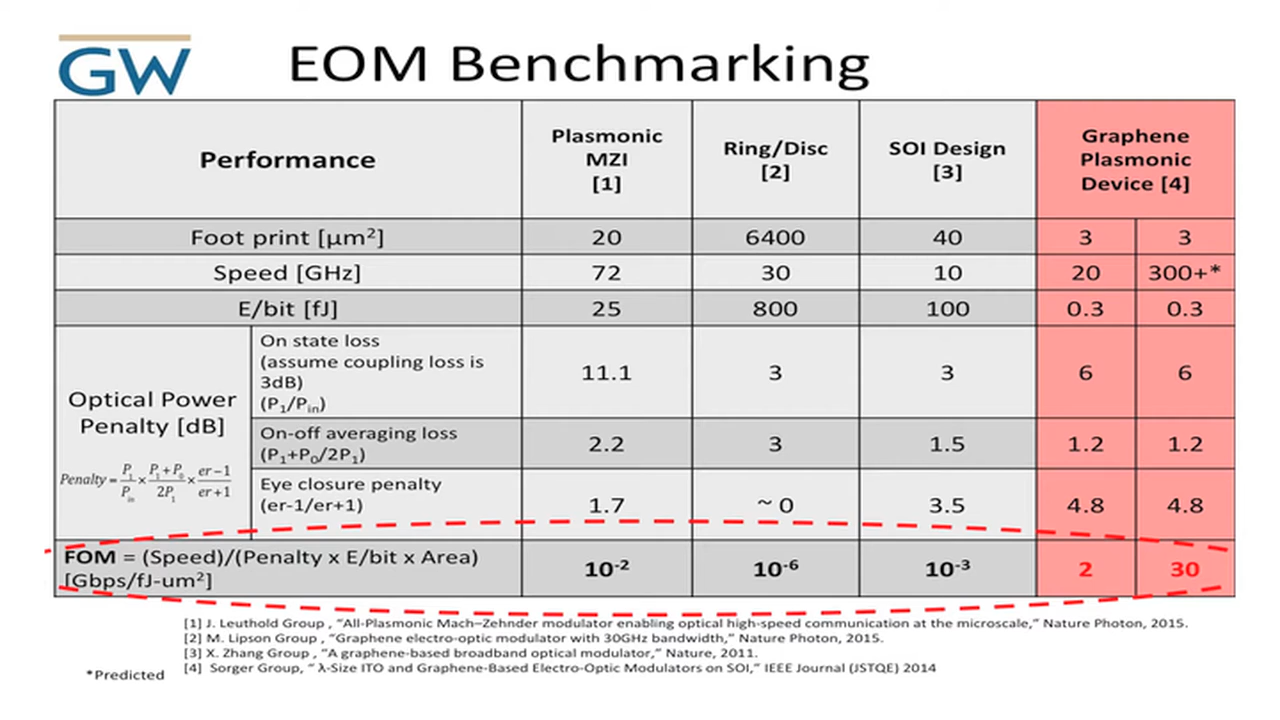 GW
EOM Benchmarking
Performance
Plasmonic
MZI
[1]
Ring/Disc
[2]
SOI Design
[3]
Graphene
Plasmonic
Device [4]
Foot print [μm²] 20 6400 40 3 3
Speed [GHz] 72 30 10 20 300+*
E/bit [fJ] 25 800 100 0.3 0.3
Optical Power
Penalty [dB]
Penalty = P₁/Pᵢₙ × P₁+P₀/2P₁ × er−1/er+1
On state loss
(assume coupling loss is
3dB)
(P₁/Pᵢₙ)
11.1 3 3 6 6
On-off averaging loss
(P₁+P₀/2P₁)
2.2 3 1.5 1.2 1.2
Eye closure penalty
(er-1/er+1)
1.7 ~ 0 3.5 4.8 4.8
FOM = (Speed)/(Penalty x E/bit x Area)
[Gbps/fJ-um²]
10⁻² 10⁻⁶ 10⁻³ 2 30
[1] J. Leuthold Group , “All-Plasmonic Mach–Zehnder modulator enabling optical high-speed communication at the microscale,” Nature Photon, 2015.
[2] M. Lipson Group , “Graphene electro-optic modulator with 30GHz bandwidth,” Nature Photon, 2015.
[3] X. Zhang Group , “A graphene-based broadband optical modulator,” Nature, 2011.
[4] Sorger Group, “ λ-Size ITO and Graphene-Based Electro-Optic Modulators on SOI,” IEEE Journal (JSTQE) 2014
*Predicted